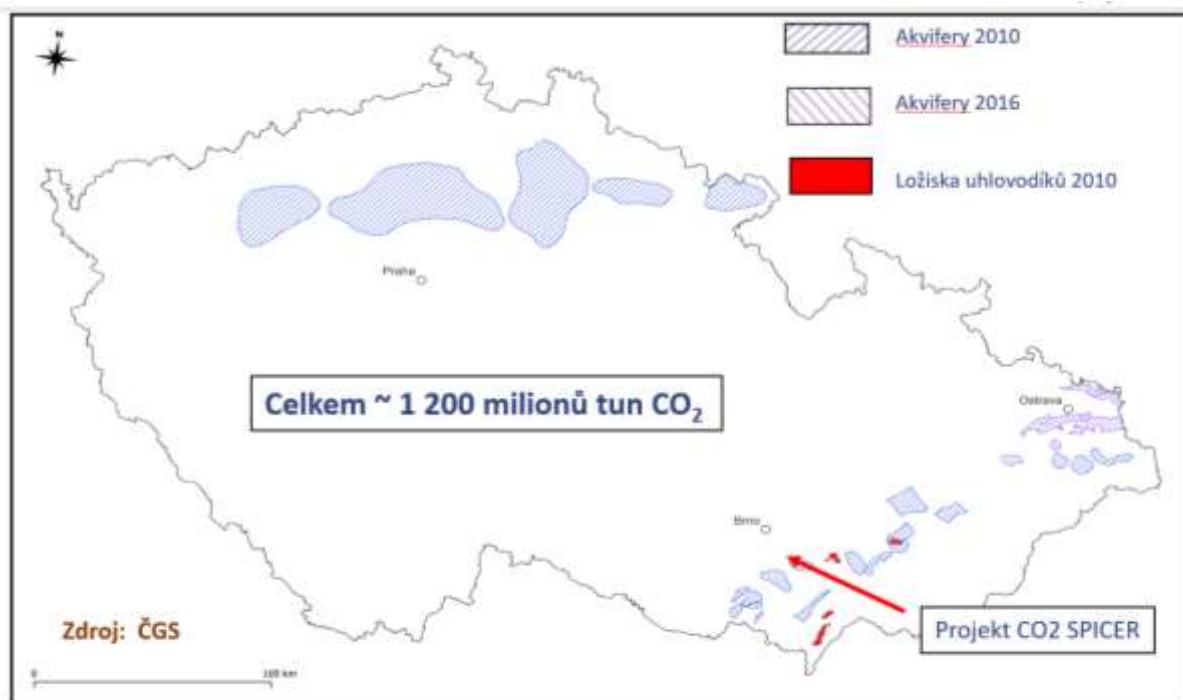 N
Akvifery 2010
Akvifery 2016
Ložiska uhlovodíků 2010
Praha
Celkem ~ 1 200 milionů tun CO₂
Ostrava
Brno
Projekt CO2 SPICER
Zdroj: ČGS
0
100 km